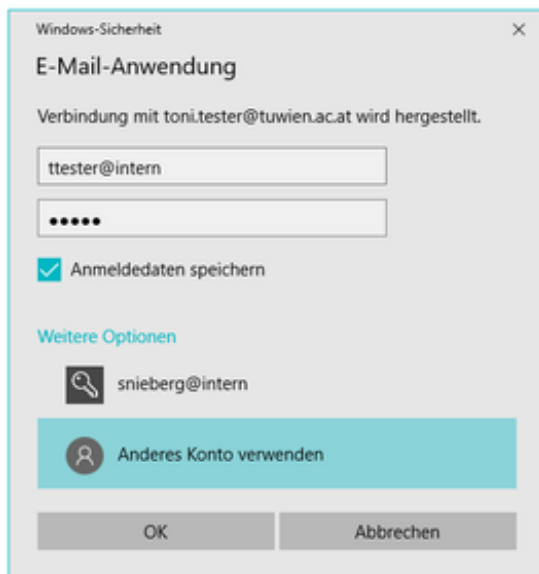 Windows-Sicherheit
E-Mail-Anwendung
Verbindung mit toni.tester@tuwien.ac.at wird hergestellt.
ttester@intern
•••••
Anmeldedaten speichern
Weitere Optionen
snieberg@intern
Anderes Konto verwenden
OK Abbrechen